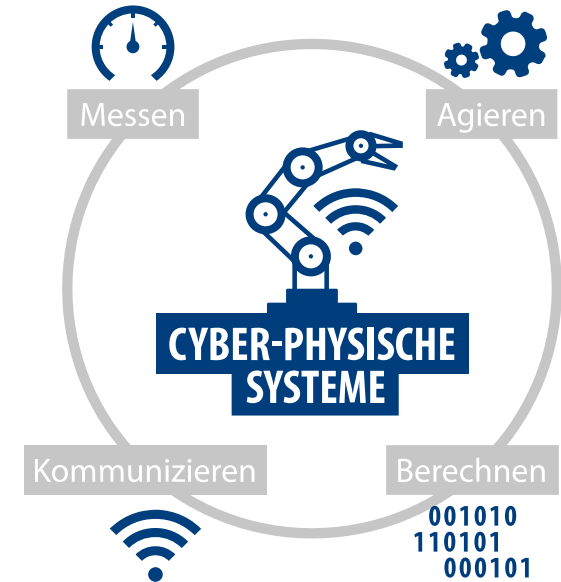 Messen
Agieren
CYBER-PHYSISCHE
SYSTEME
Kommunizieren
Berechnen
001010
110101
000101